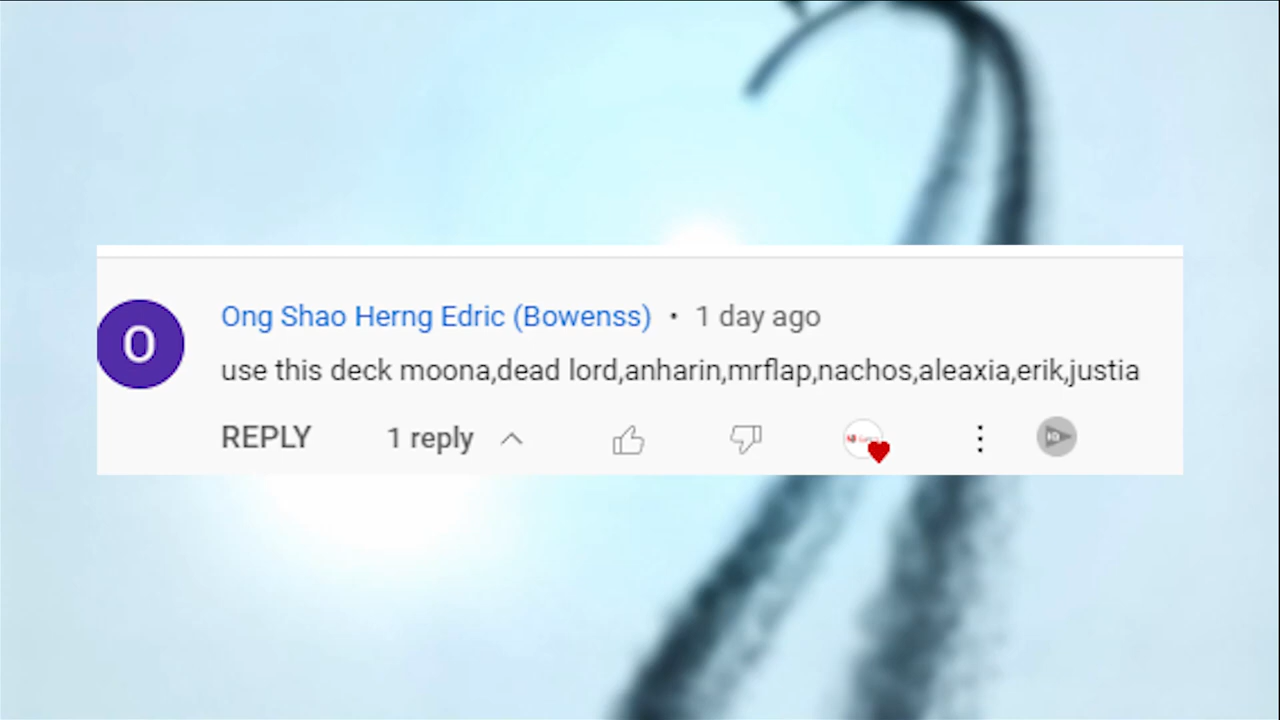 O
Ong Shao Herng Edric (Bowenss) • 1 day ago
use this deck moona,dead lord,anharin,mrflap,nachos,aleaxia,erik,justia
REPLY 1 reply